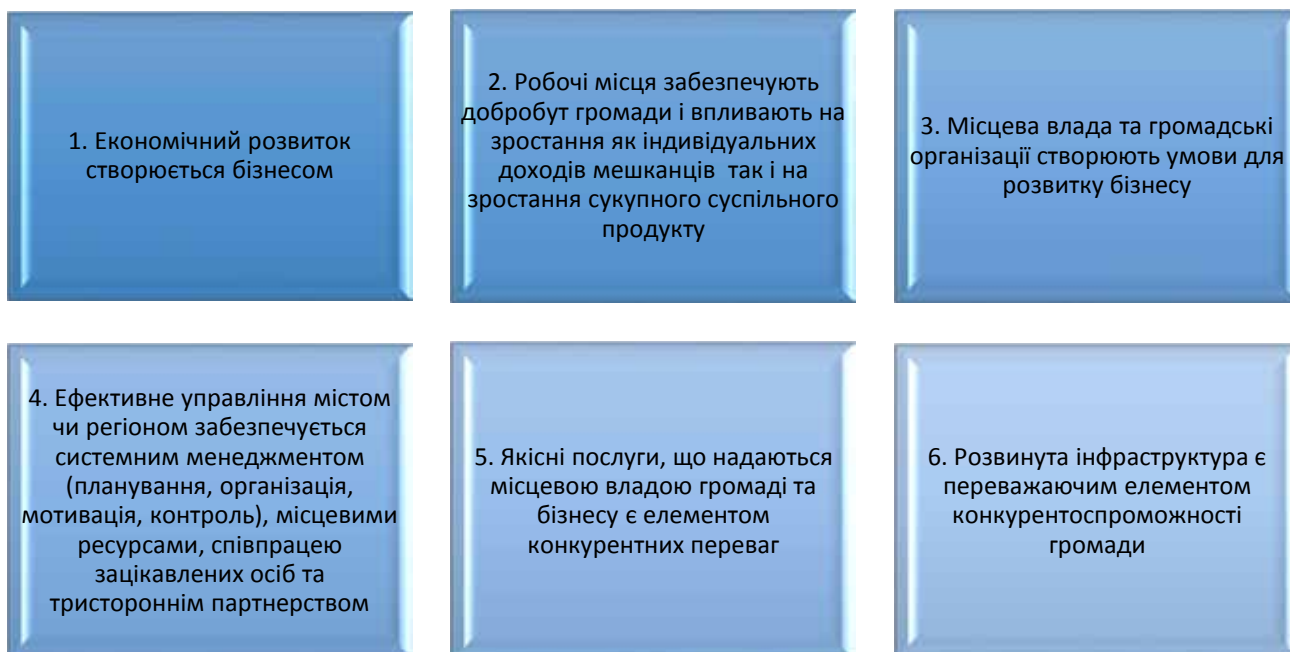 1. Економічний розвиток
створюється бізнесом
2. Робочі місця забезпечують
добробут громади і впливають на
зростання як індивідуальних
доходів мешканців  так і на
зростання сукупного суспільного
продукту
3. Місцева влада та громадські
організації створюють умови для
розвитку бізнесу
4. Ефективне управління містом
чи регіоном забезпечується
системним менеджментом
(планування, організація,
мотивація, контроль), місцевими
ресурсами, співпрацею
зацікавлених осіб та
тристороннім партнерством
5. Якісні послуги, що надаються
місцевою владою громаді та
бізнесу є елементом
конкурентних переваг
6. Розвинута інфраструктура є
переважаючим елементом
конкурентоспроможності
громади